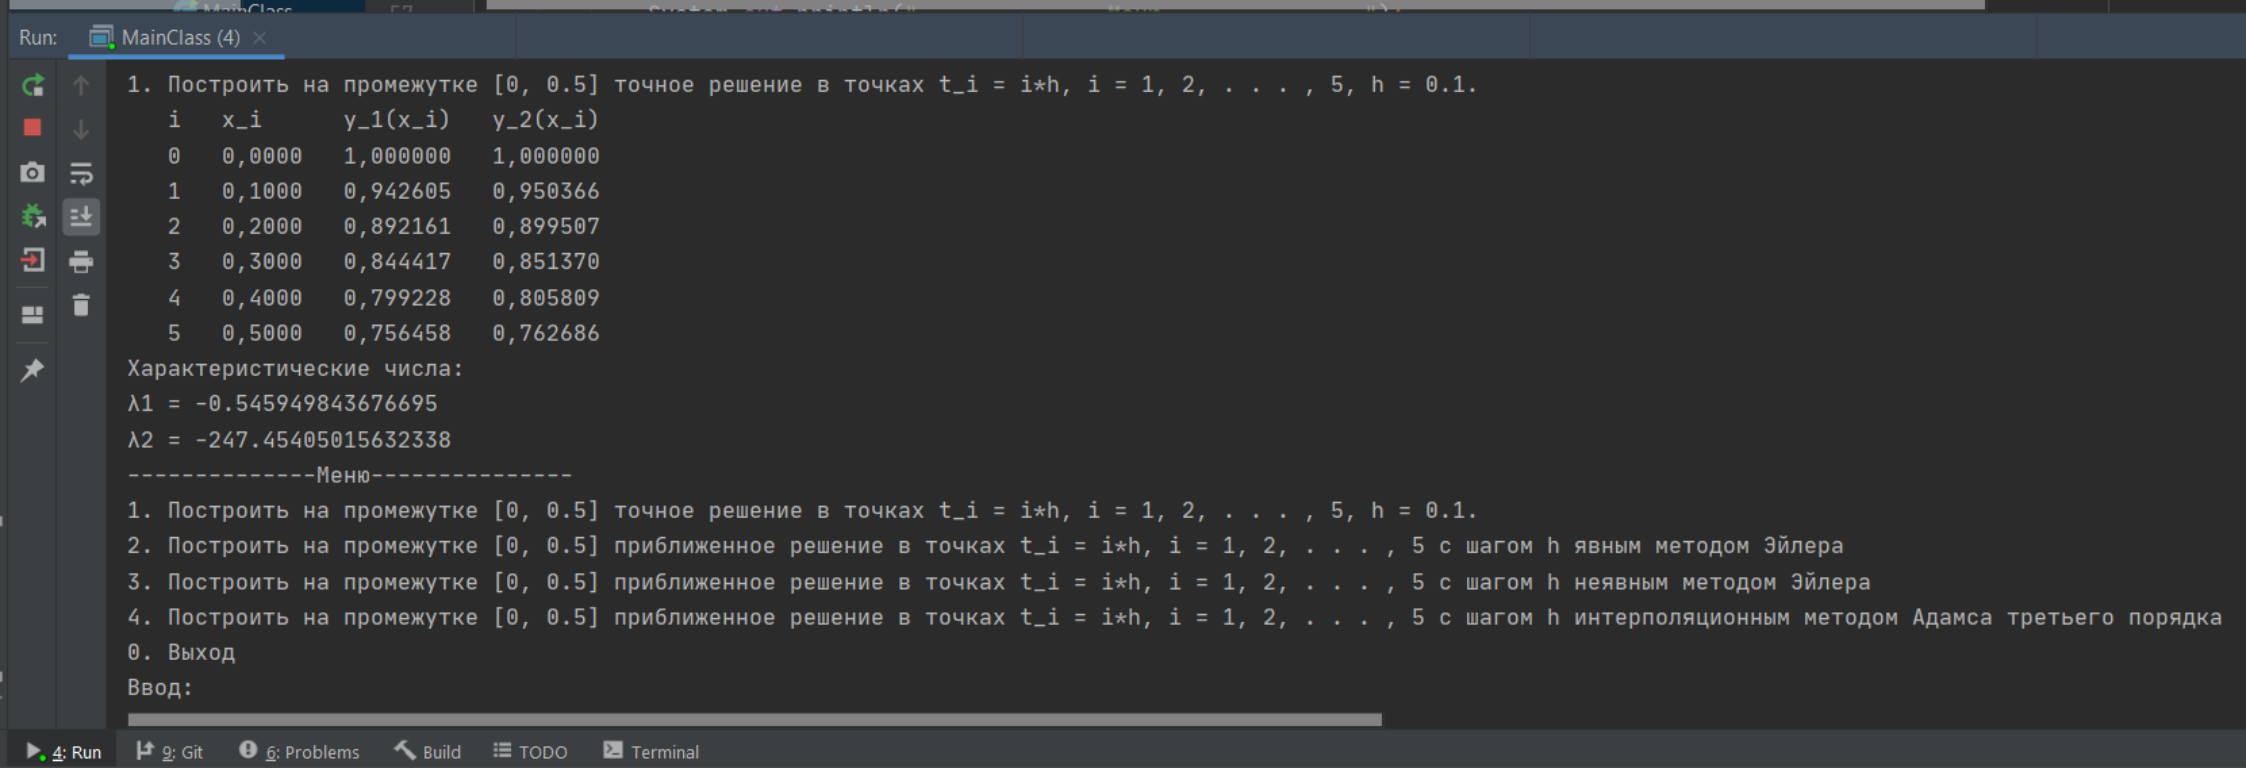 Run: MainClass (4)
1. Построить на промежутке [0, 0.5] точное решение в точках t_i = i*h, i = 1, 2, . . . , 5, h = 0.1.
i x_i y_1(x_i) y_2(x_i)
0 0,0000 1,000000 1,000000
1 0,1000 0,942605 0,950366
2 0,2000 0,892161 0,899507
3 0,3000 0,844417 0,851370
4 0,4000 0,799228 0,805809
5 0,5000 0,756458 0,762686
Характеристические числа:
λ1 = -0.545949843676695
λ2 = -247.45405015632338
--------------Меню---------------
1. Построить на промежутке [0, 0.5] точное решение в точках t_i = i*h, i = 1, 2, . . . , 5, h = 0.1.
2. Построить на промежутке [0, 0.5] приближенное решение в точках t_i = i*h, i = 1, 2, . . . , 5 с шагом h явным методом Эйлера
3. Построить на промежутке [0, 0.5] приближенное решение в точках t_i = i*h, i = 1, 2, . . . , 5 с шагом h неявным методом Эйлера
4. Построить на промежутке [0, 0.5] приближенное решение в точках t_i = i*h, i = 1, 2, . . . , 5 с шагом h интерполяционным методом Адамса третьего порядка
0. Выход
Ввод:
4: Run 9: Git 6: Problems Build TODO Terminal